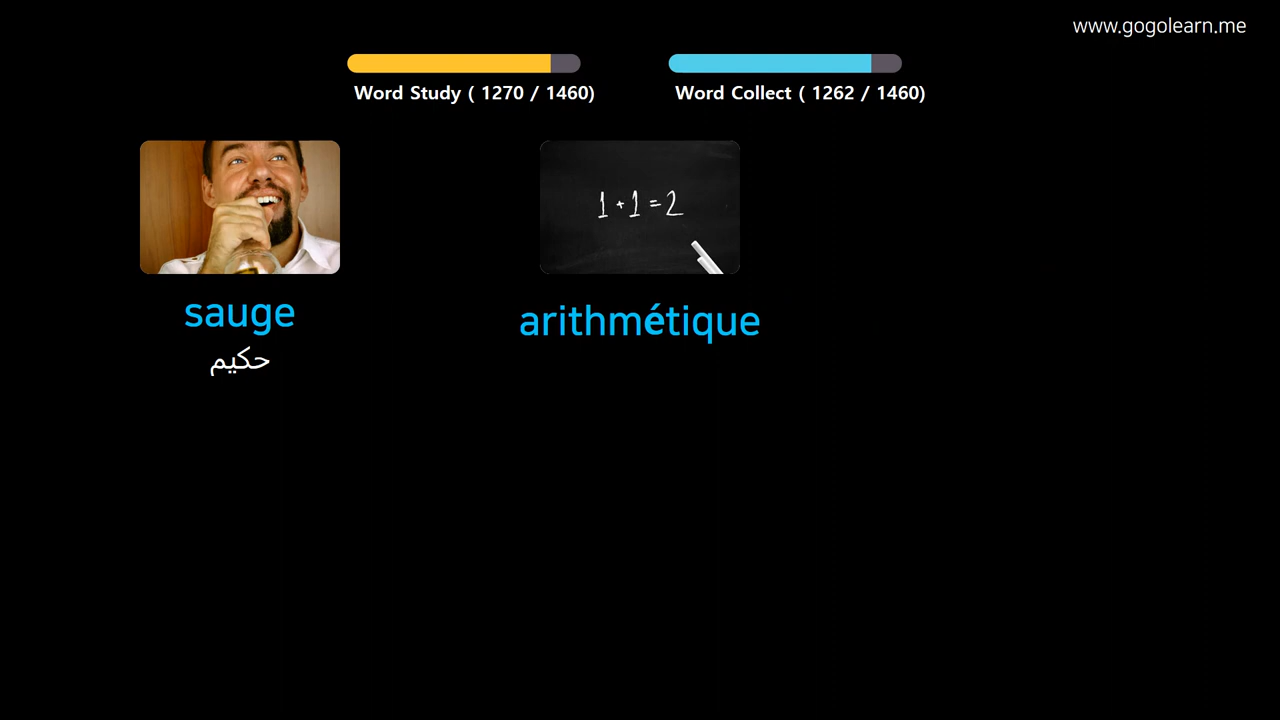 www.gogolearn.me
Word Study ( 1270 / 1460)
Word Collect ( 1262 / 1460)
1+1=2
sauge
arithmétique
حكيم